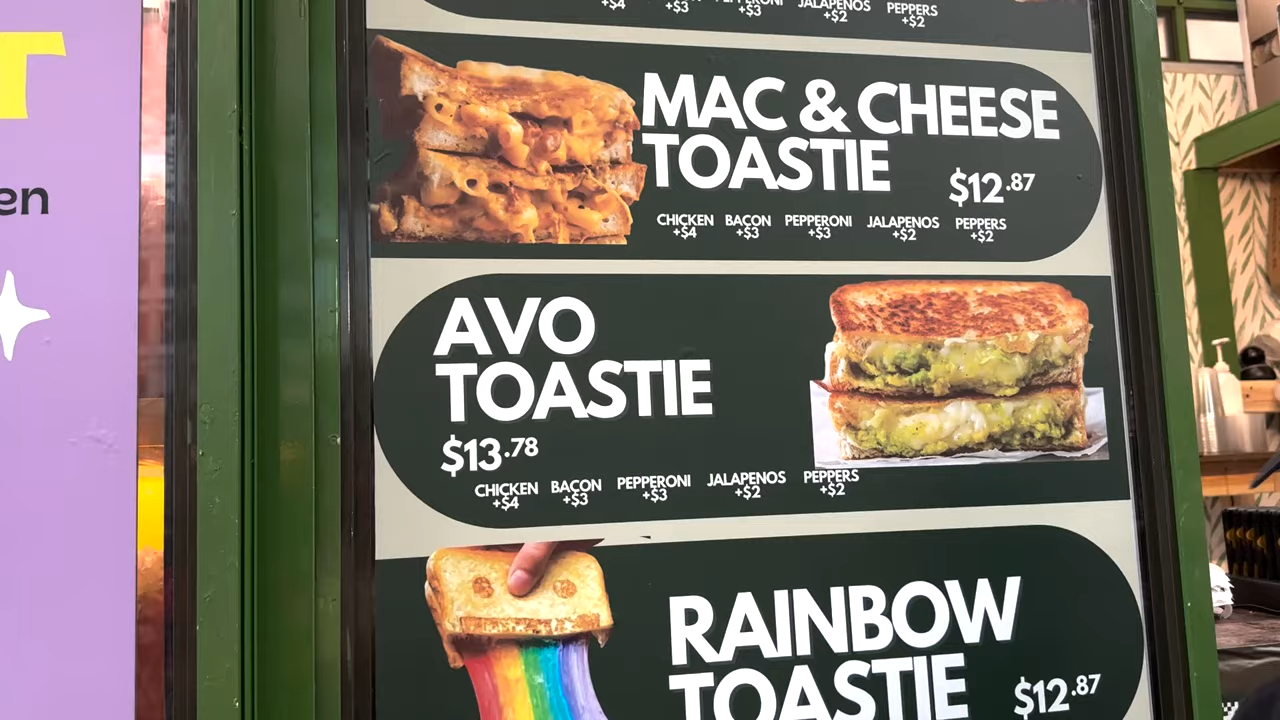 T
en
+$4 +$3 +$3 JALAPENOS +$2 PEPPERS +$2
MAC & CHEESE
TOASTIE
$12.87
CHICKEN BACON PEPPERONI JALAPENOS PEPPERS
+$4 +$3 +$3 +$2 +$2
AVO
TOASTIE
$13.78
CHICKEN BACON PEPPERONI JALAPENOS PEPPERS
+$4 +$3 +$3 +$2 +$2
RAINBOW
TOASTIE
$12.87